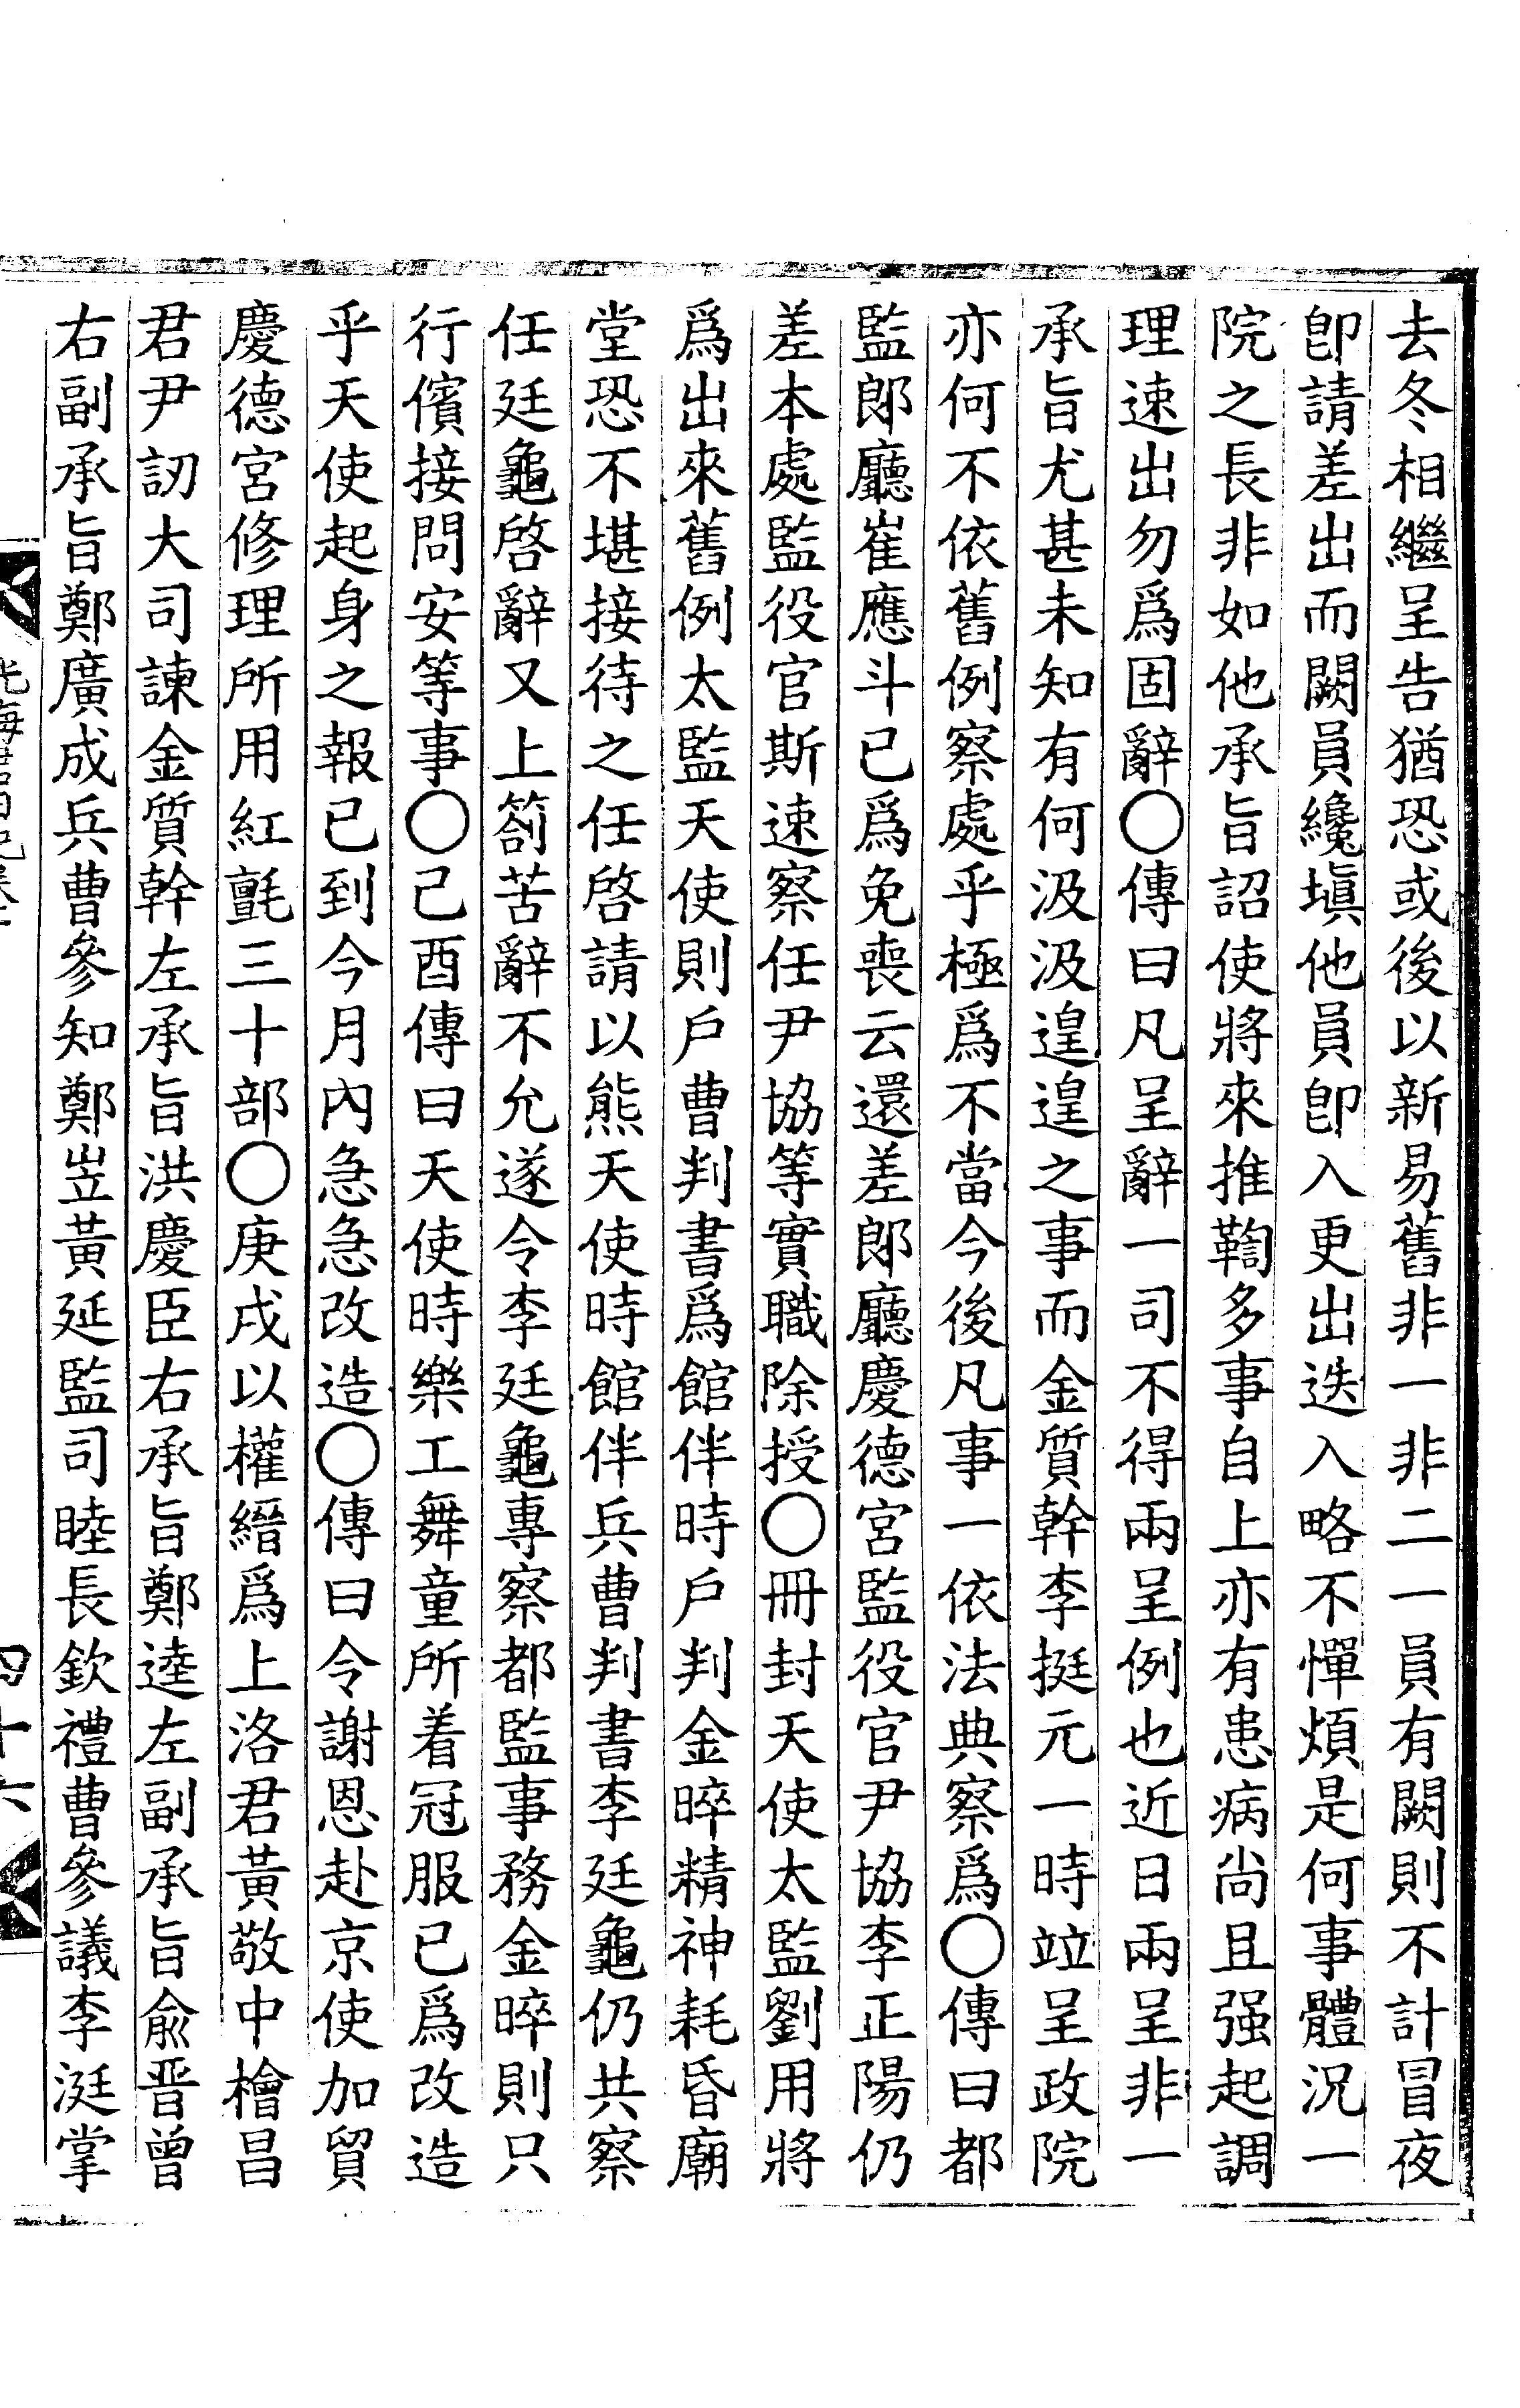 去冬相繼呈告猶恐或後以新易舊非一非二一員有闕則不計冒夜
卽請差出而闕員纔塡他員卽入更出迭入略不憚煩是何事體況一
院之長非如他承旨詔使將來推鞫多事自上亦有患病尙且强起調
理速出勿爲固辭〇傳曰凡呈辭一司不得兩呈例也近日兩呈非一
承旨尤甚未知有何汲汲遑遑之事而金質幹李挺元一時竝呈政院
亦何不依舊例察處乎極爲不當今後凡事一依法典察爲〇傳曰都
監郞廳崔應斗已爲免喪云還差郞廳慶德宮監役官尹協李正陽仍
差本處監役官斯速察任尹協等實職除授〇冊封天使太監劉用將
爲出來舊例太監天使則戶曹判書爲館伴時戶判金晬精神耗昏廟
堂恐不堪接待之任啓請以熊天使時館伴兵曹判書李廷龜仍共察
任廷龜啓辭又上箚苦辭不允遂令李廷龜專察都監事務金晬則只
行儐接問安等事〇己酉傳曰天使時樂工舞童所着冠服已爲改造
乎天使起身之報已到今月內急急改造〇傳曰令謝恩赴京使加貿
慶德宮修理所用紅氈三十部〇庚戌以權縉爲上洛君黃敬中檜昌
君尹訒大司諫金質幹左承旨洪慶臣右承旨鄭逵左副承旨兪晋曾
右副承旨鄭廣成兵曹參知鄭岦黃延監司睦長欽禮曹參議李涏掌
四十六